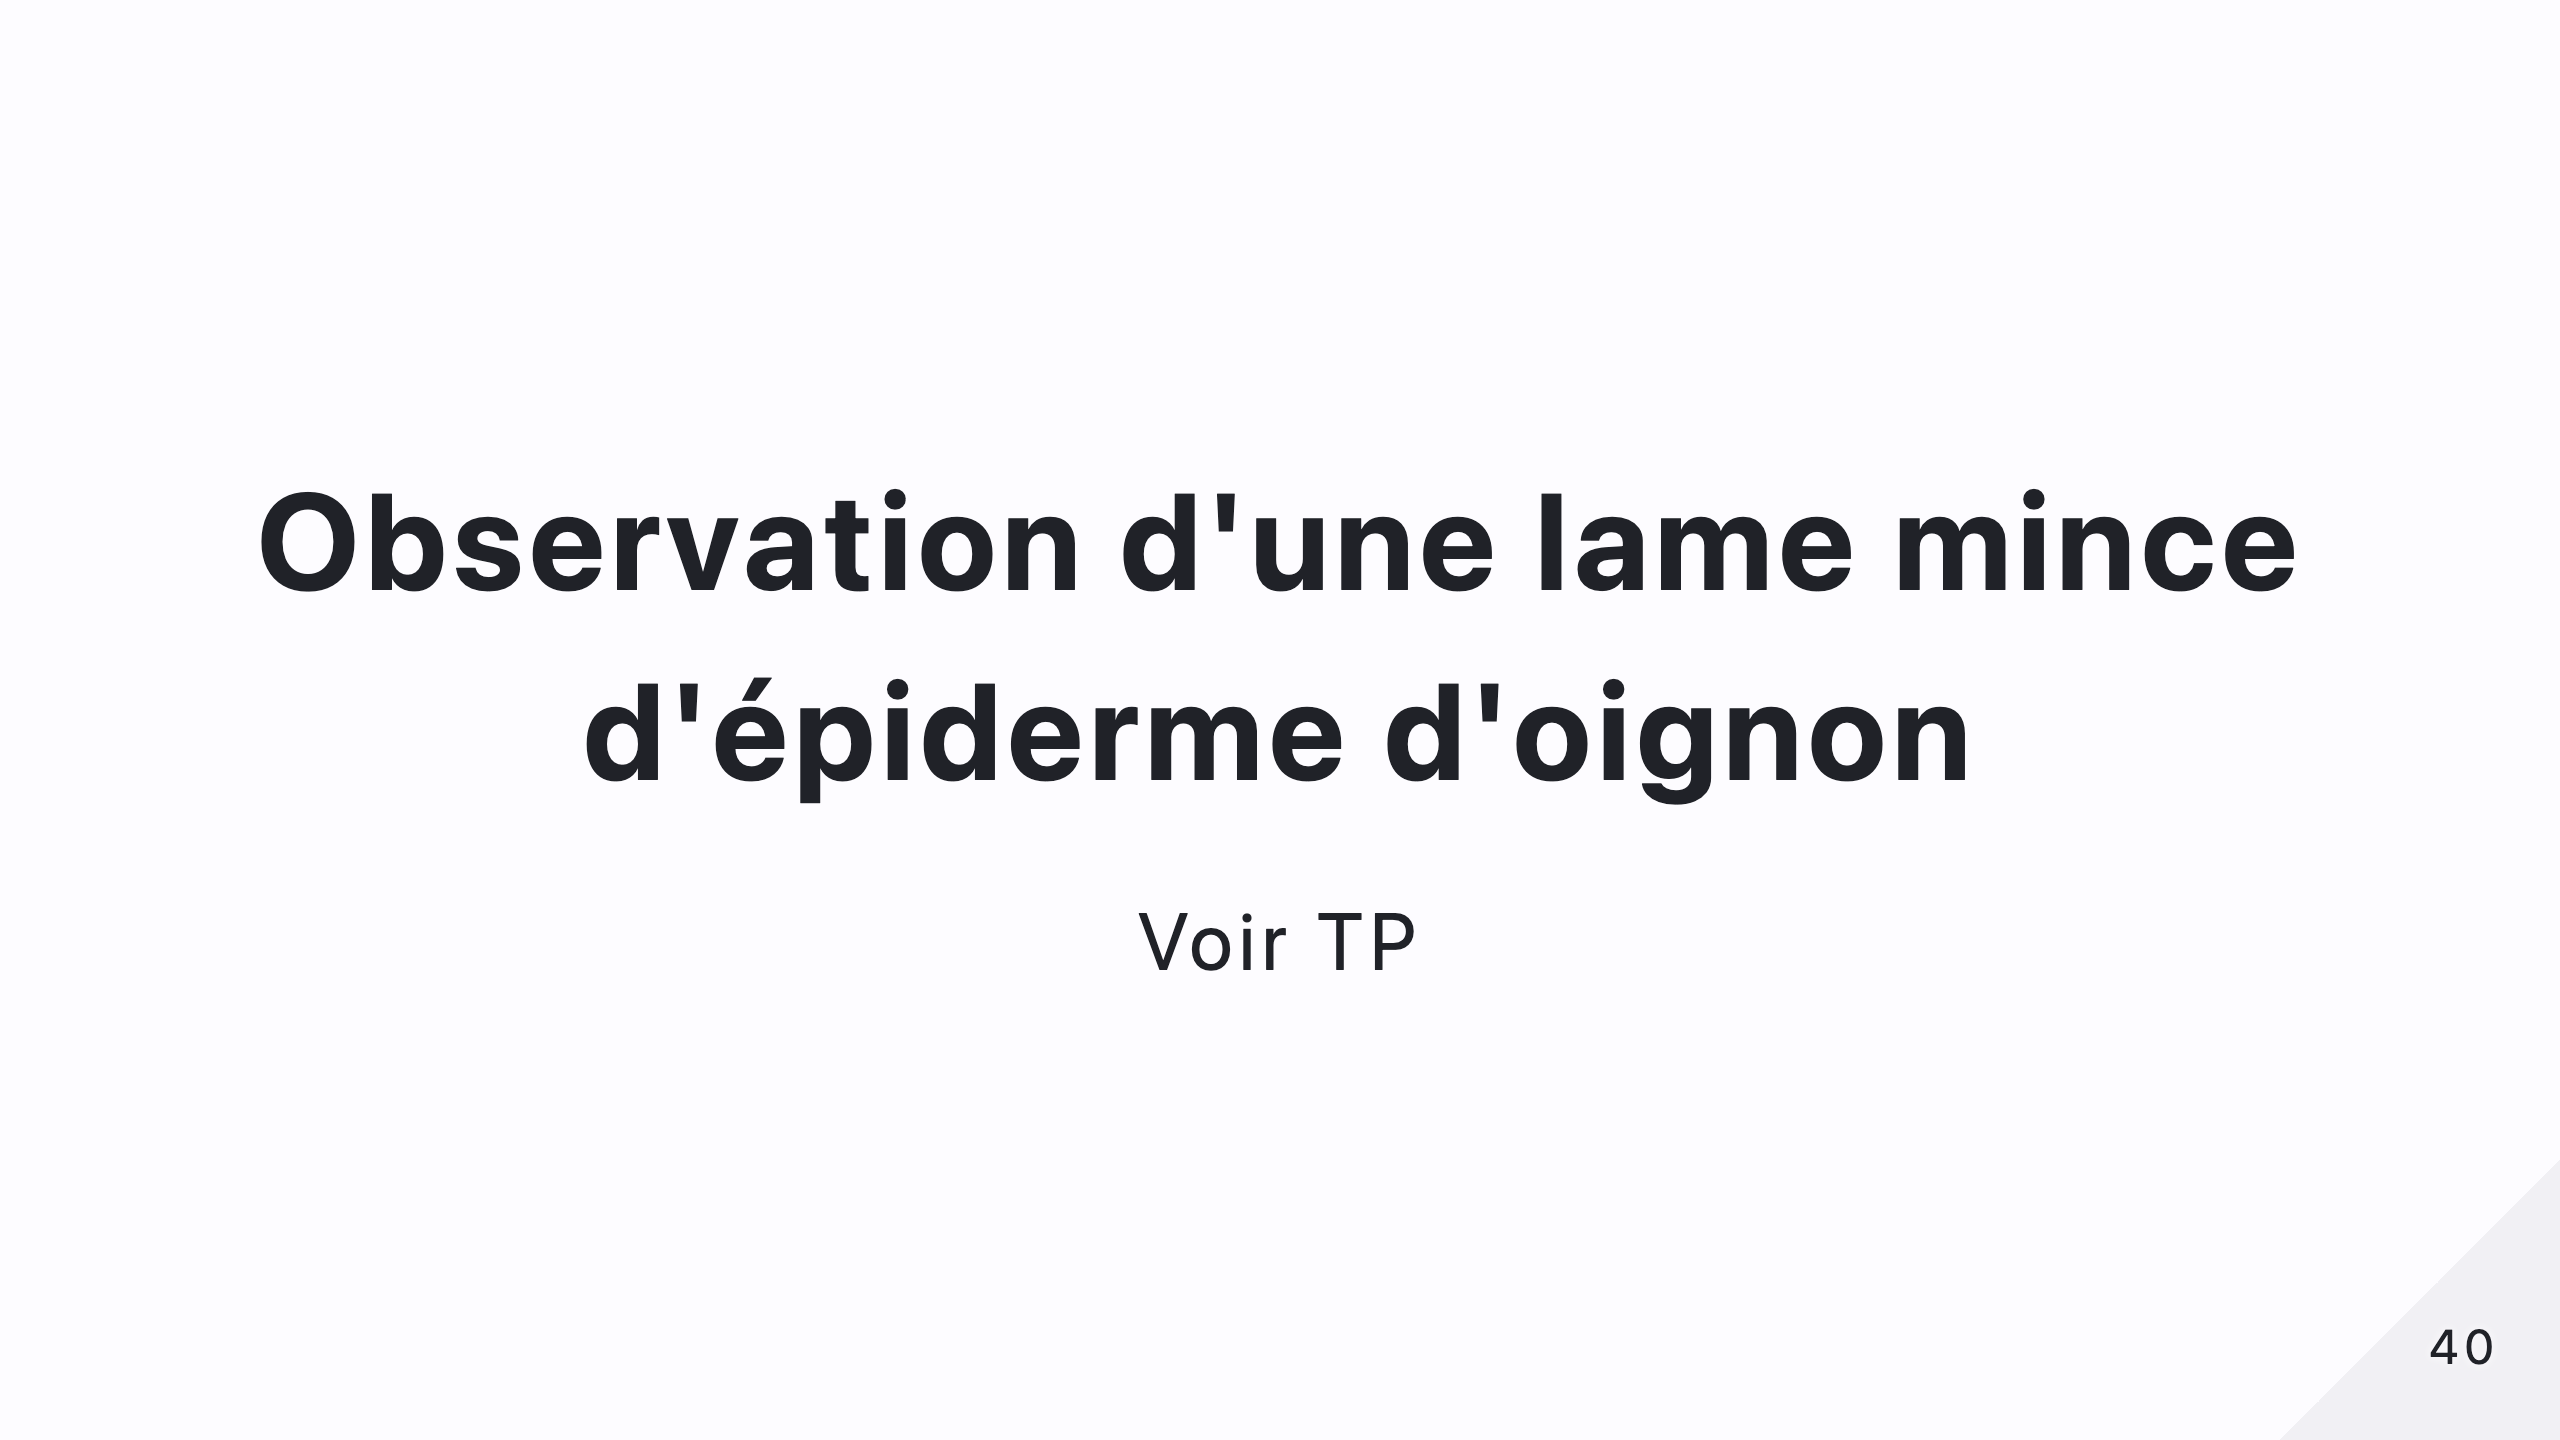 Observation d'une lame mince
d'épiderme d'oignon
Voir TP
40